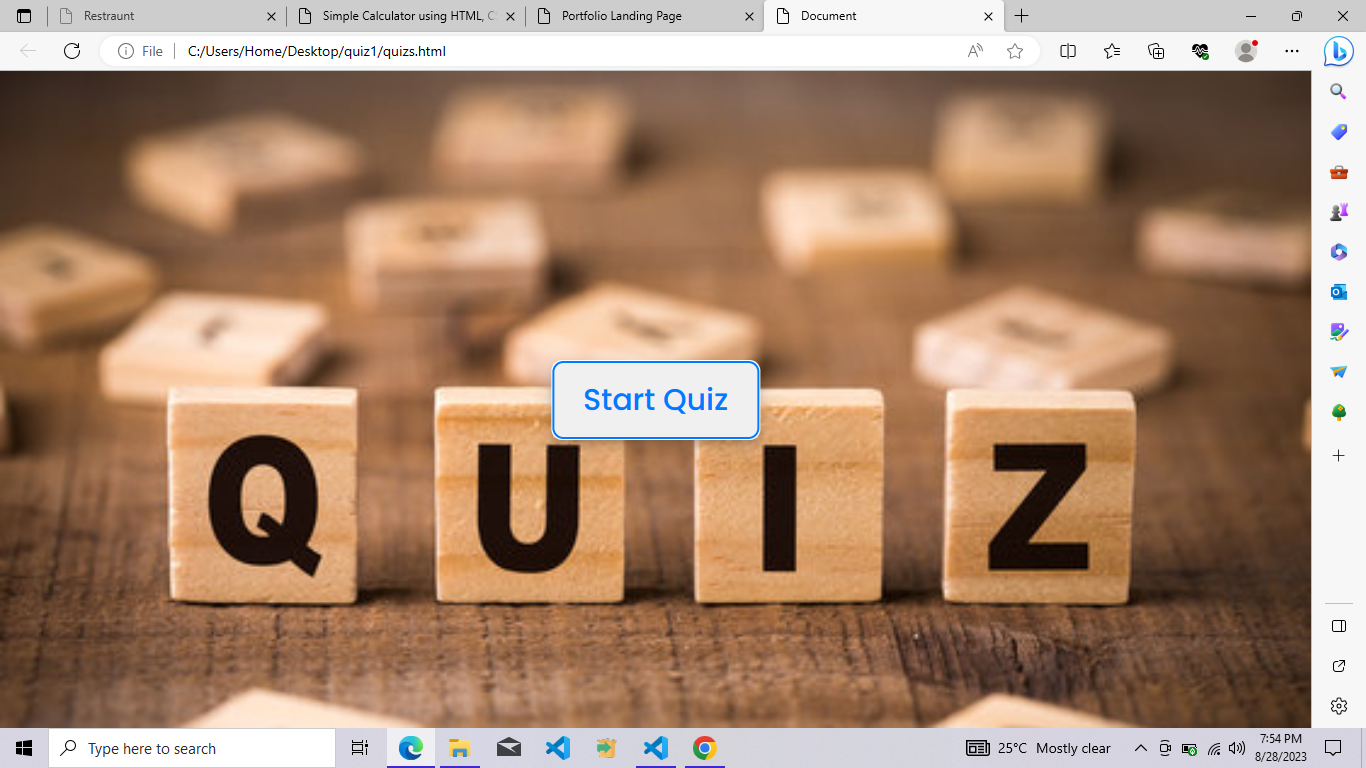 Restraunt
Simple Calculator using HTML, C
Portfolio Landing Page
Document
File
C:/Users/Home/Desktop/quiz1/quizs.html
Start Quiz
Q U I Z
Type here to search
25°C Mostly clear
7:54 PM
8/28/2023